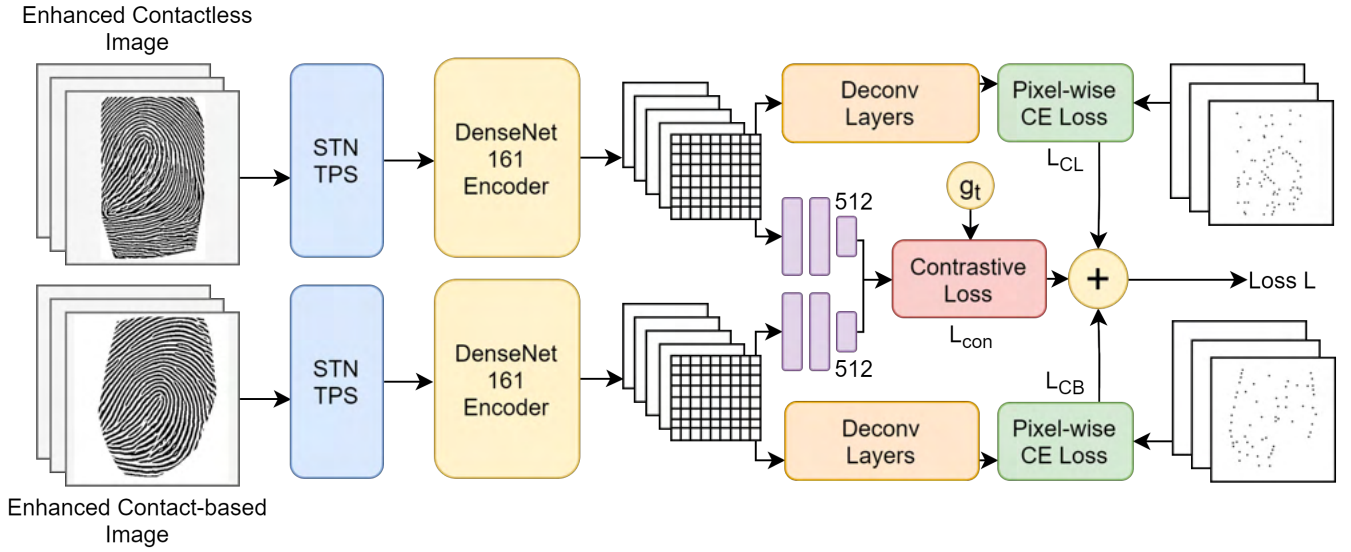 Enhanced Contactless
Image
STN
TPS
DenseNet
161
Encoder
Deconv
Layers
Pixel-wise
CE Loss
L_CL
g_t
512
Contrastive
Loss
L_con
+
Loss L
Enhanced Contact-based
Image
STN
TPS
DenseNet
161
Encoder
512
Deconv
Layers
Pixel-wise
CE Loss
L_CB